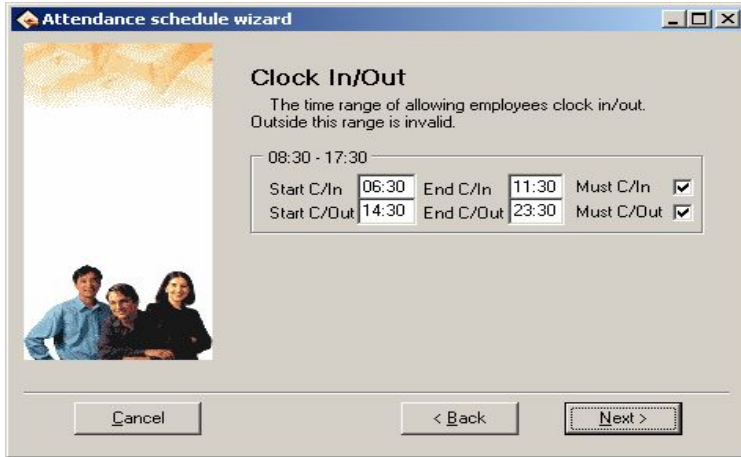 Attendance schedule wizard
Clock In/Out
The time range of allowing employees clock in/out.
Outside this range is invalid.
08:30 - 17:30
Start C/In 06:30 End C/In 11:30 Must C/In
Start C/Out 14:30 End C/Out 23:30 Must C/Out
Cancel < Back Next >